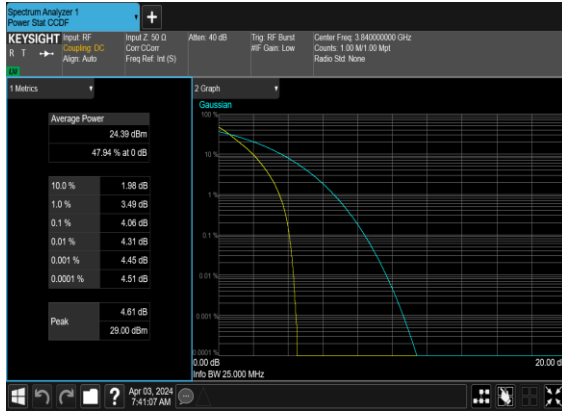 Spectrum Analyzer 1
Power Stat CCDF
+
KEYSIGHT
R T
LU
Input: RF
Coupling: DC
Align: Auto
Input Z: 50 Ω
Corr CCorr
Freq Ref: Int (S)
Atten: 40 dB
Trig: RF Burst
#IF Gain: Low
Center Freq: 3.840000000 GHz
Counts: 1.00 M/1.00 Mpt
Radio Std: None
1 Metrics
Average Power
24.39 dBm
47.94 % at 0 dB
10.0 % 1.98 dB
1.0 % 3.49 dB
0.1 % 4.06 dB
0.01 % 4.31 dB
0.001 % 4.45 dB
0.0001 % 4.51 dB
Peak
4.61 dB
29.00 dBm
2 Graph
Gaussian
100 %
10 %
1 %
0.1 %
0.01 %
0.001 %
0.0001 %
0.00 dB
20.00 d
Info BW 25.000 MHz
?
Apr 03, 2024
7:41:07 AM